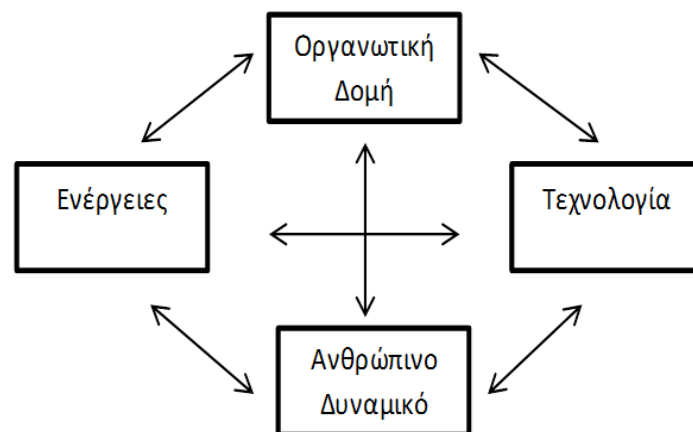 Οργανωτική
Δομή
Ενέργειες
Τεχνολογία
Ανθρώπινο
Δυναμικό